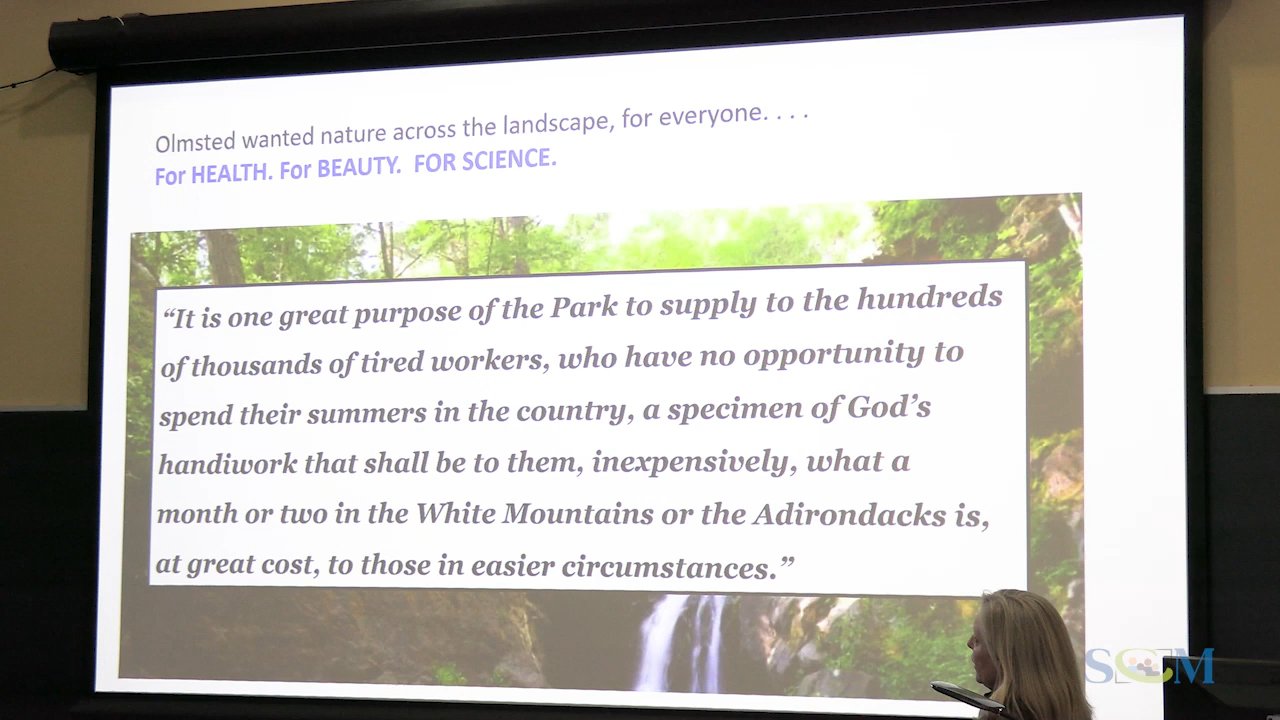 Olmsted wanted nature across the landscape, for everyone. . . .
For HEALTH. For BEAUTY. FOR SCIENCE.
“It is one great purpose of the Park to supply to the hundreds
of thousands of tired workers, who have no opportunity to
spend their summers in the country, a specimen of God’s
handiwork that shall be to them, inexpensively, what a
month or two in the White Mountains or the Adirondacks is,
at great cost, to those in easier circumstances.”